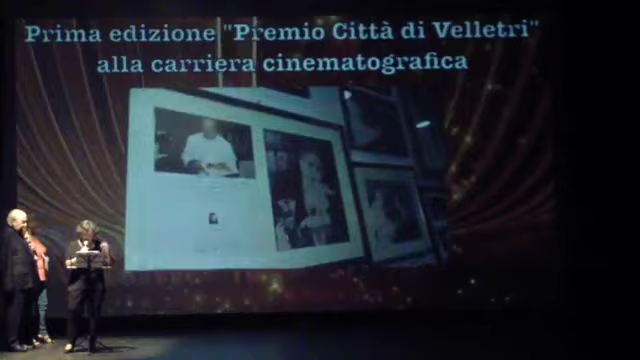 Prima edizione "Premio Città di Velletri"
alla carriera cinematografica